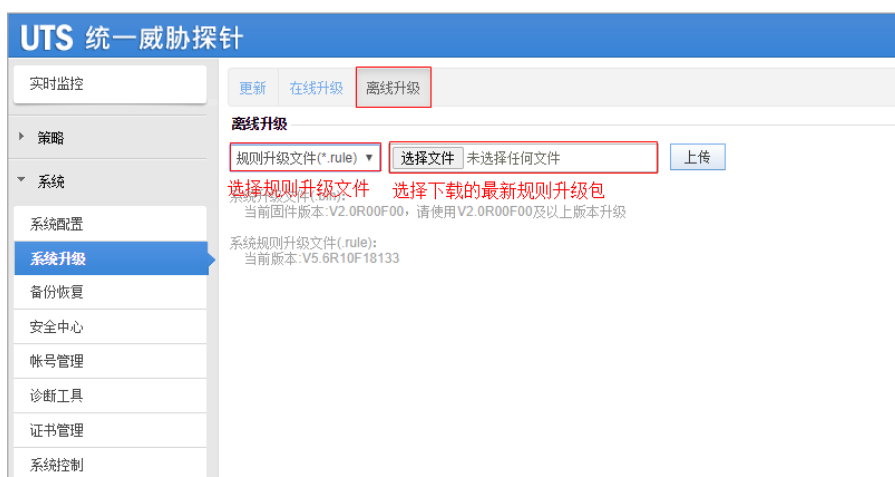 UTS 统一威胁探针
实时监控
策略
系统
系统配置
系统升级
备份恢复
安全中心
帐号管理
诊断工具
证书管理
系统控制
更新 在线升级 离线升级
离线升级
规则升级文件(*.rule) 选择文件 未选择任何文件 上传
选择规则升级文件 选择下载的最新规则升级包
系统升级文件(.bin):
当前固件版本:V2.0R00F00，请使用V2.0R00F00及以上版本升级
系统规则升级文件(.rule):
当前版本:V5.6R10F18133